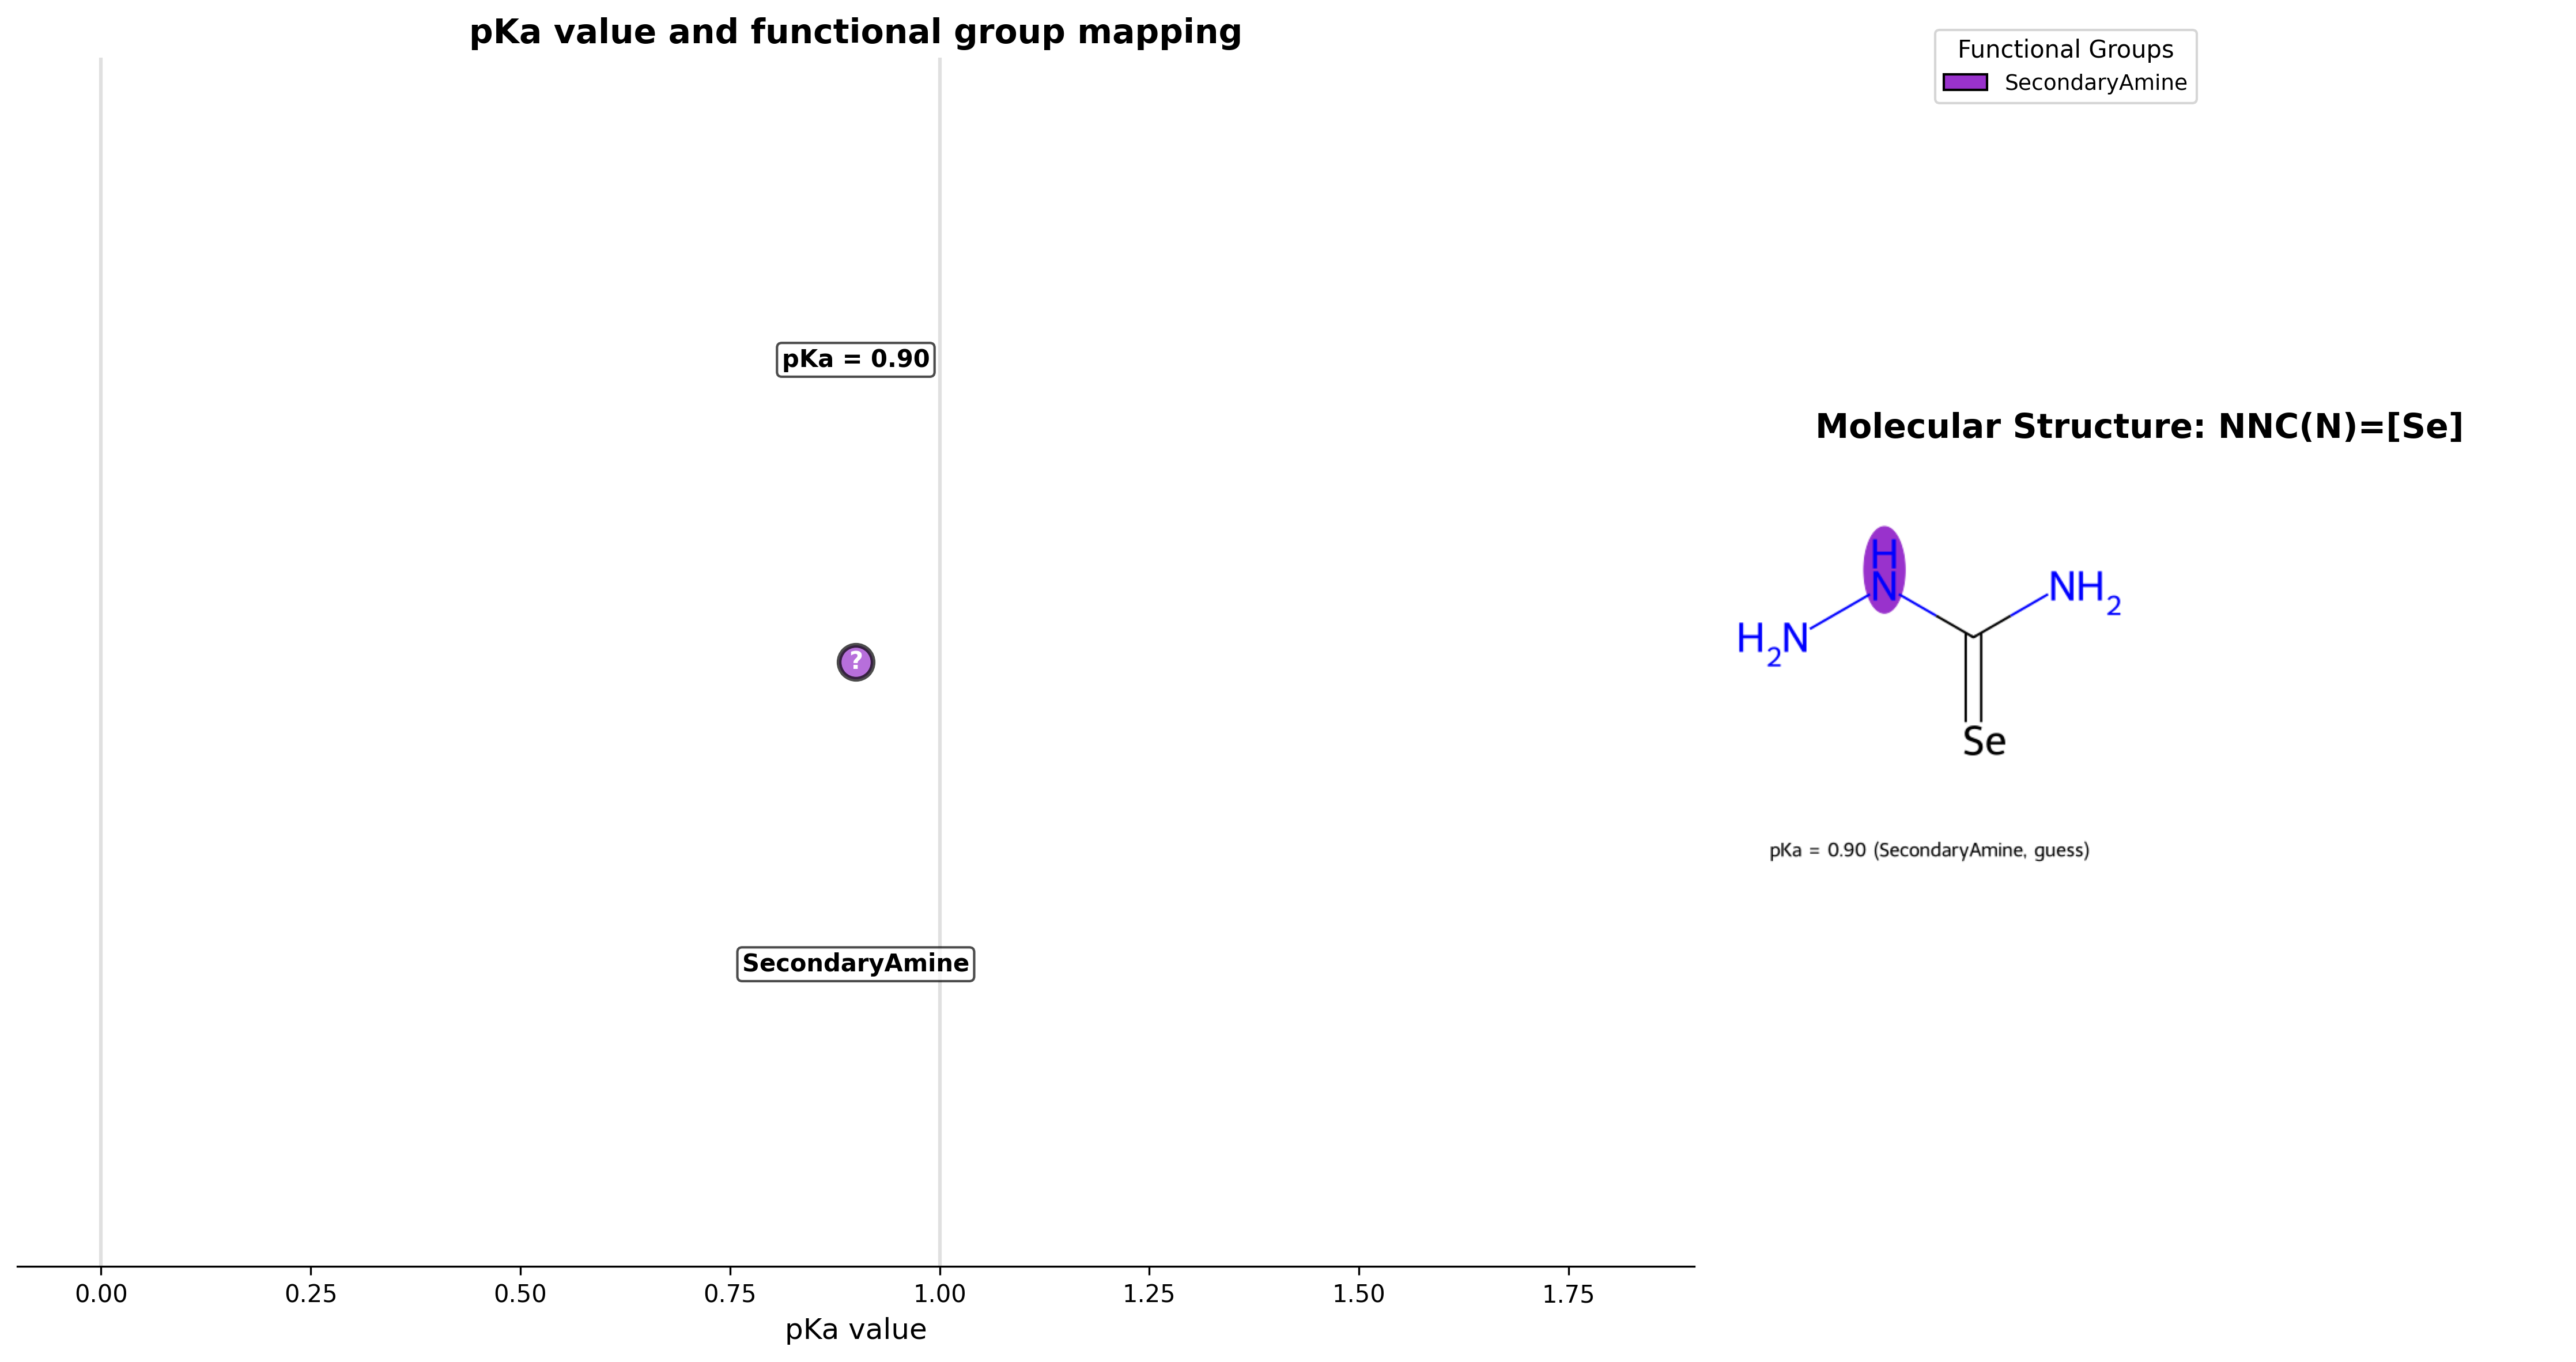 pKa value and functional group mapping
pKa = 0.90
?
SecondaryAmine
0.00 0.25 0.50 0.75 1.00 1.25 1.50 1.75
pKa value
Functional Groups
SecondaryAmine
Molecular Structure: NNC(N)=[Se]
H
N
NH2
H2N
Se
pKa = 0.90 (SecondaryAmine, guess)